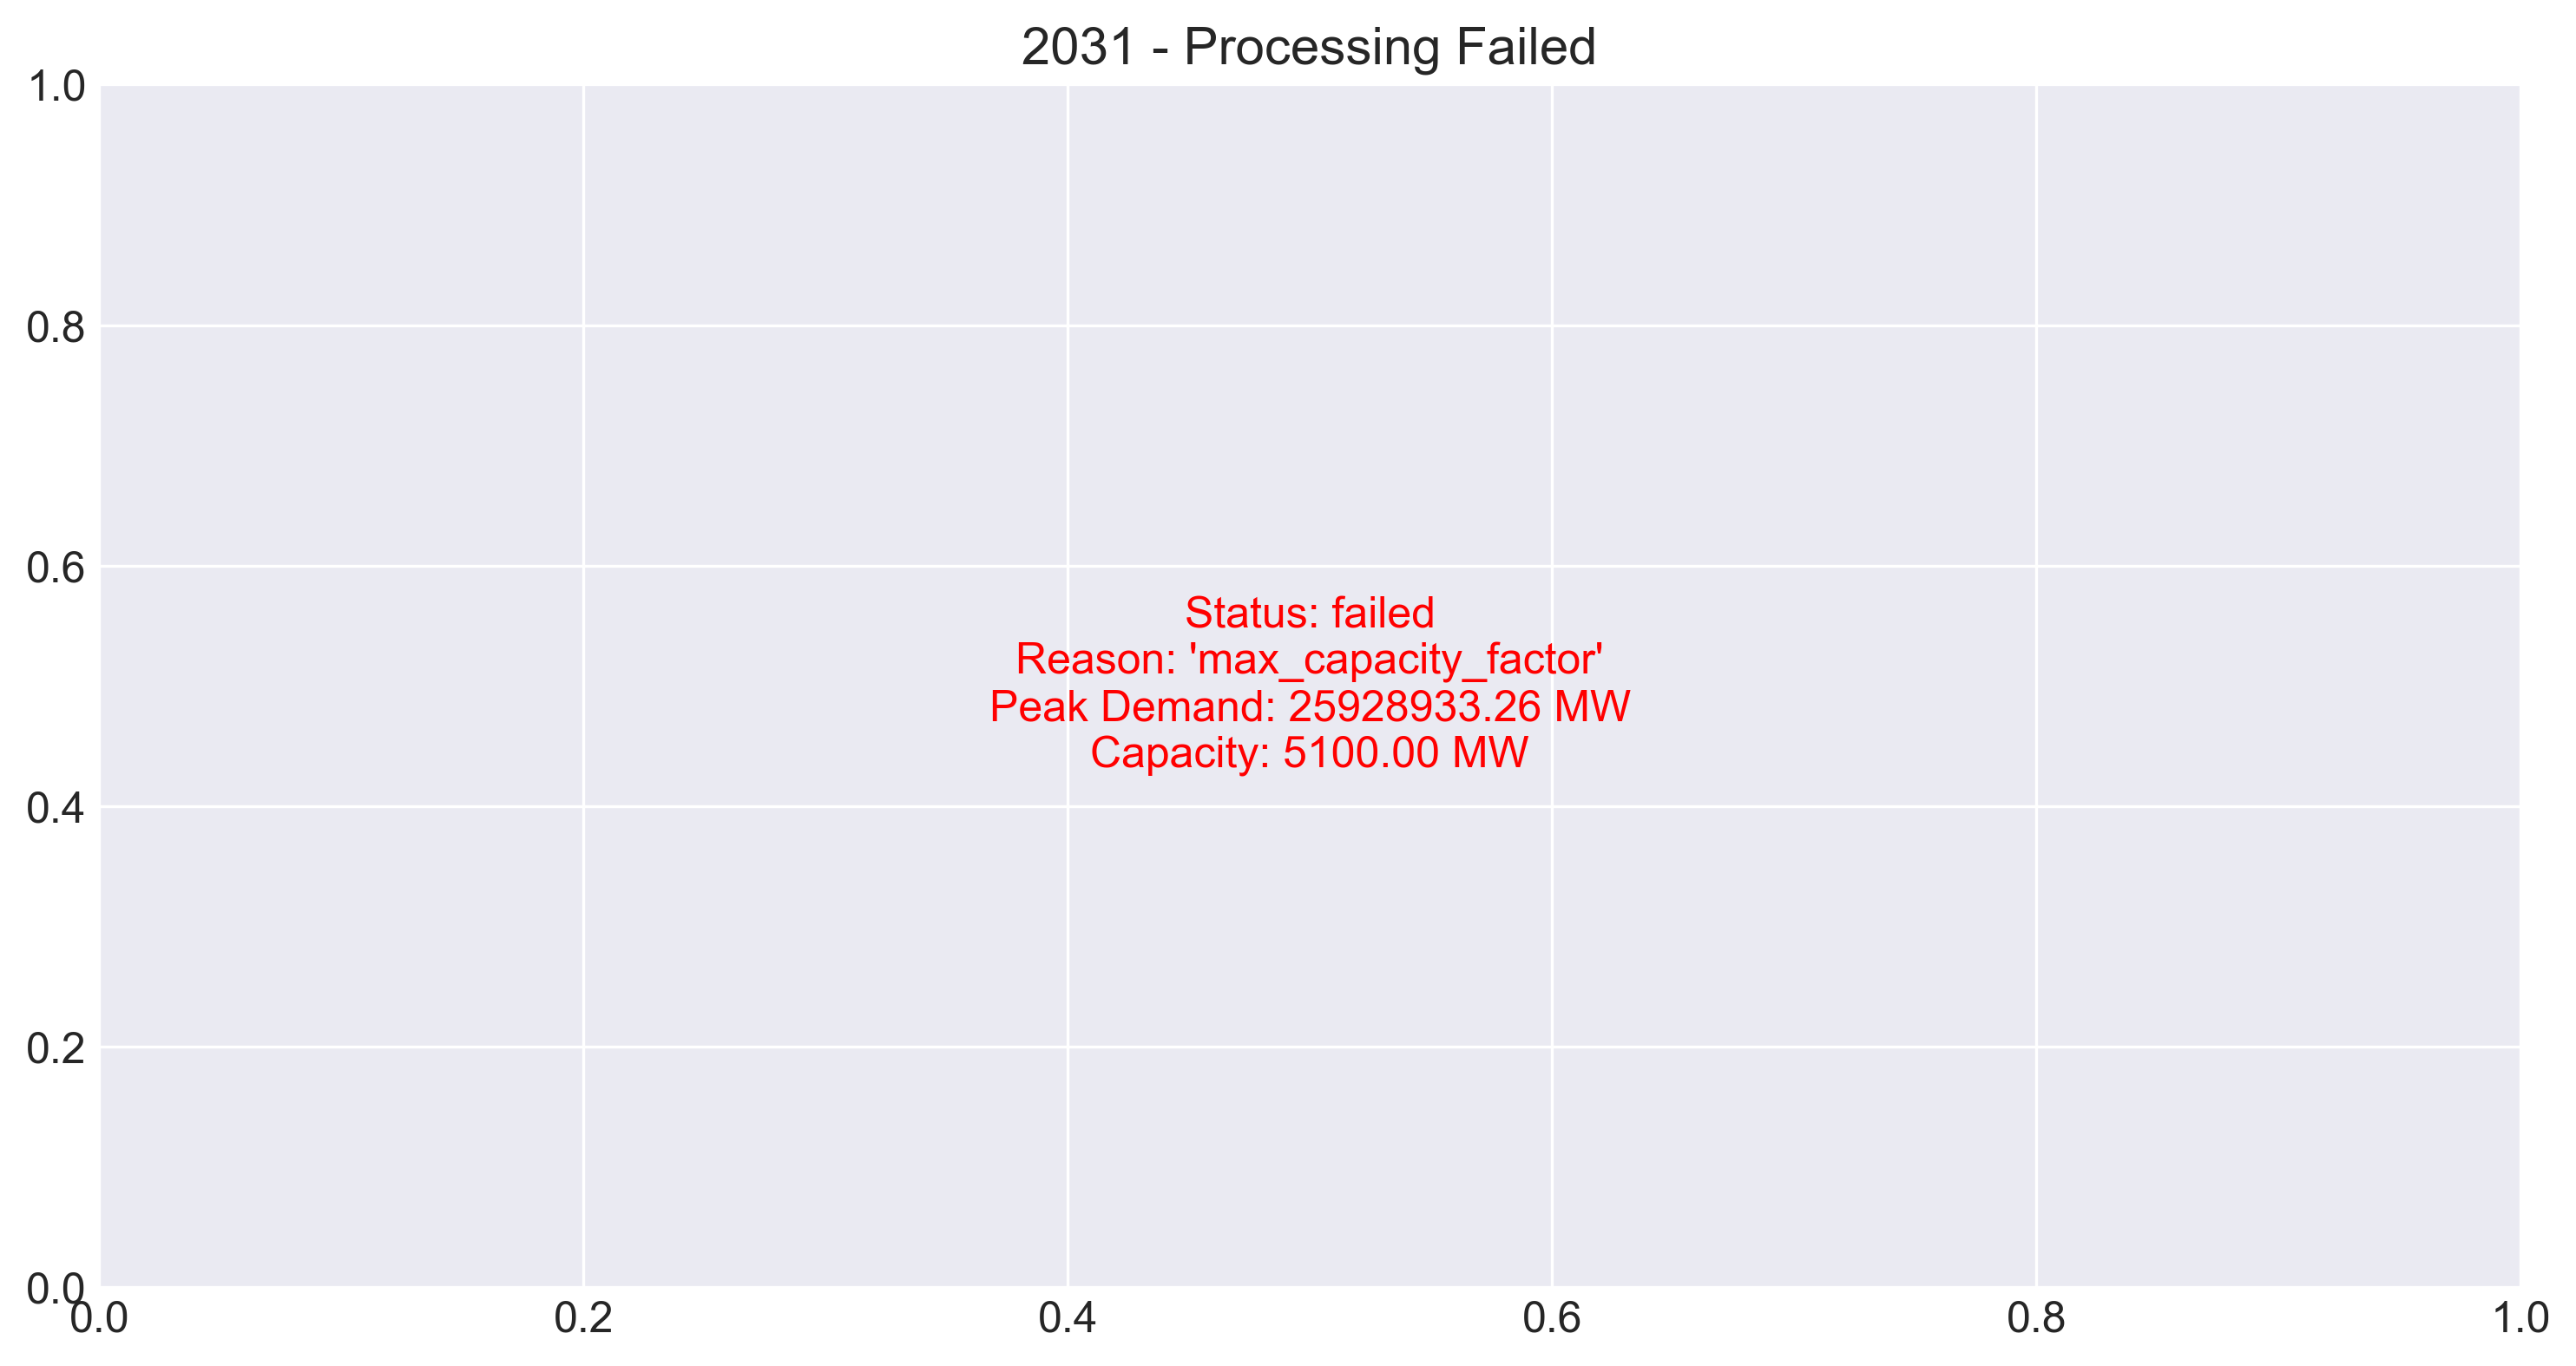 2031 - Processing Failed
1.0
0.8
0.6
Status: failed
Reason: 'max_capacity_factor'
Peak Demand: 25928933.26 MW
Capacity: 5100.00 MW
0.4
0.2
0.0
0.0 0.2 0.4 0.6 0.8 1.0